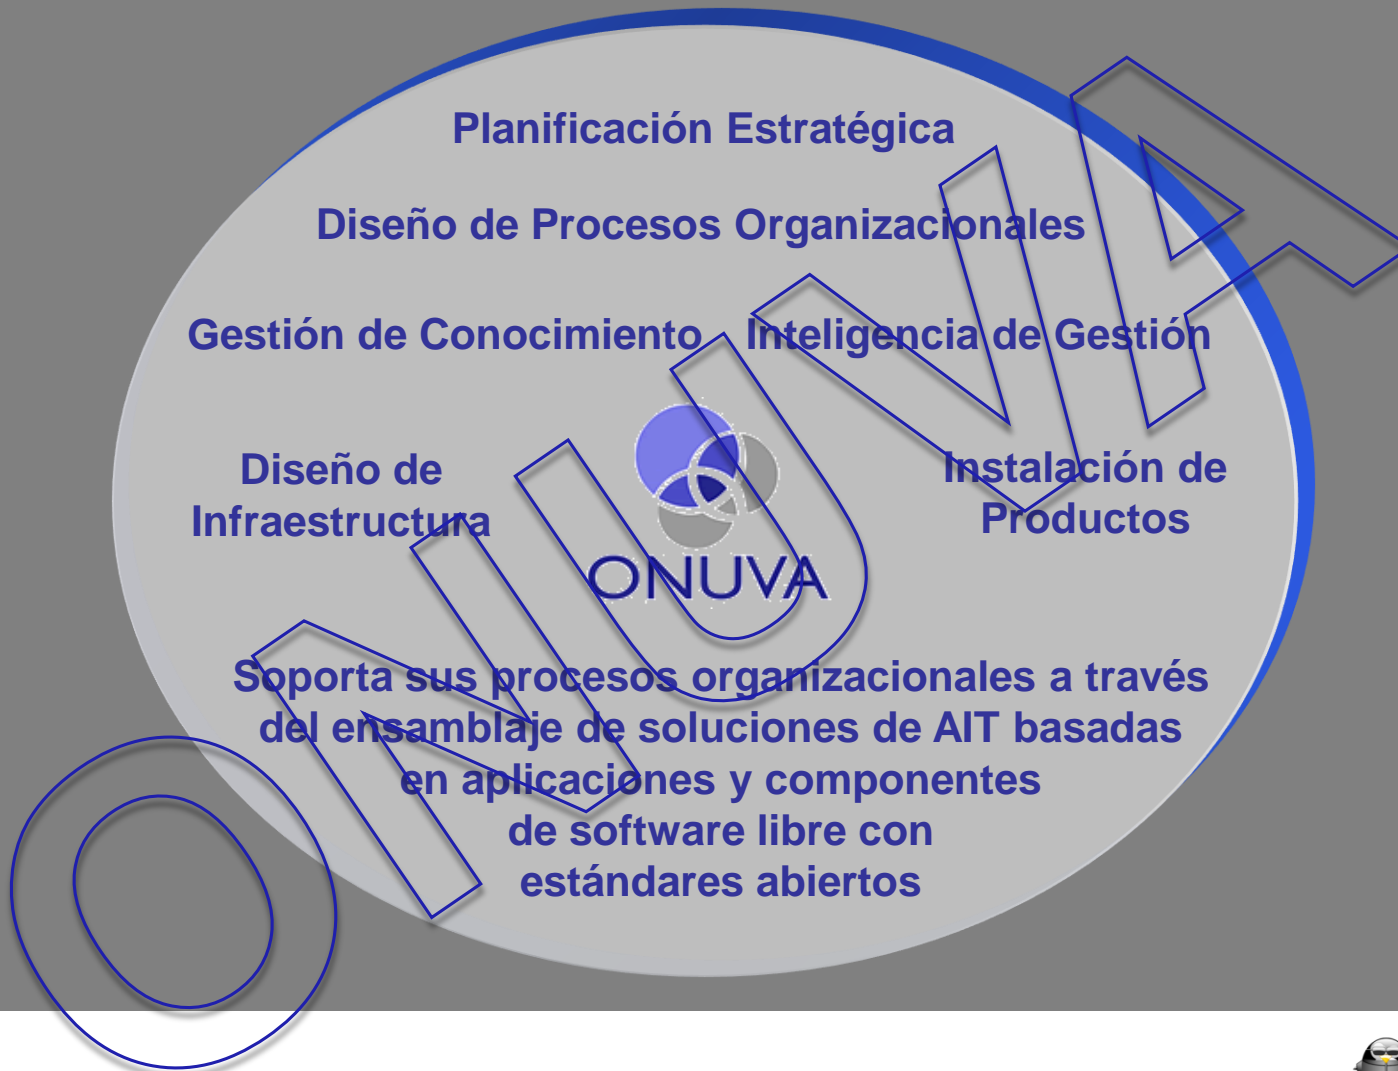 Planificación Estratégica
Diseño de Procesos Organizacionales
Gestión de Conocimiento Inteligencia de Gestión
Diseño de
Infraestructura
Instalación de
Productos
ONUVA
Soporta sus procesos organizacionales a través
del ensamblaje de soluciones de AIT basadas
en aplicaciones y componentes
de software libre con
estándares abiertos
ONUVA